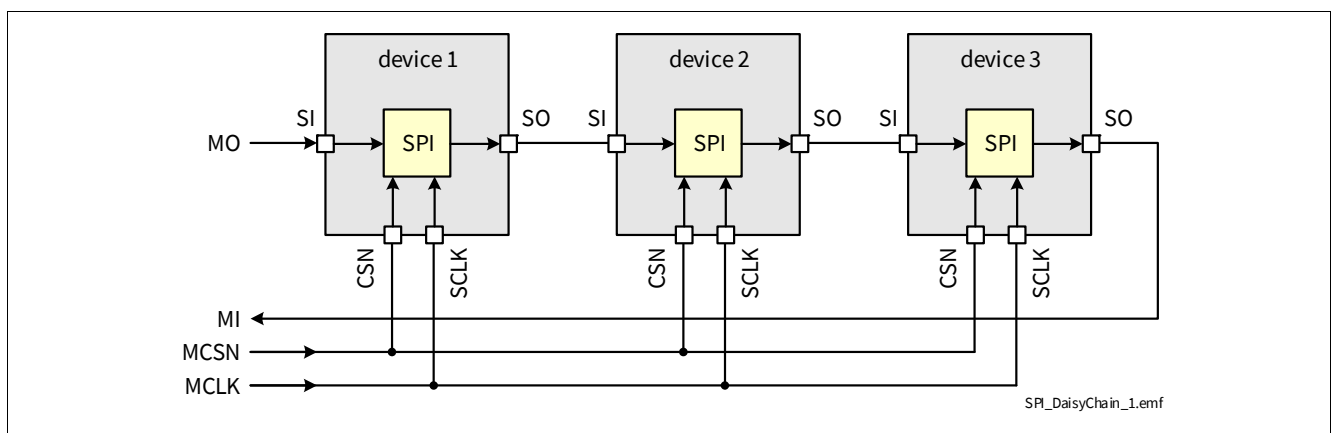 device 1
device 2
device 3
SI
SO
SI
SO
SI
SO
MO
SPI
SPI
SPI
CSN
SCLK
CSN
SCLK
CSN
SCLK
MI
MCSN
MCLK
SPI_DaisyChain_1.emf